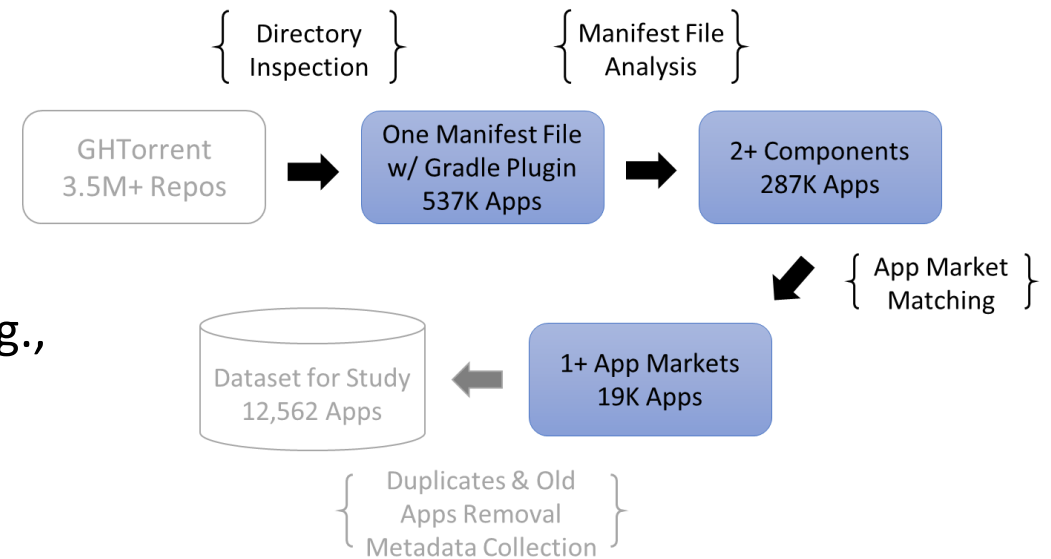 Directory
Inspection
Manifest File
Analysis
GHTorrent
3.5M+ Repos
One Manifest File
w/ Gradle Plugin
537K Apps
2+ Components
287K Apps
App Market
Matching
g.,
Dataset for Study
12,562 Apps
1+ App Markets
19K Apps
Duplicates & Old
Apps Removal
Metadata Collection